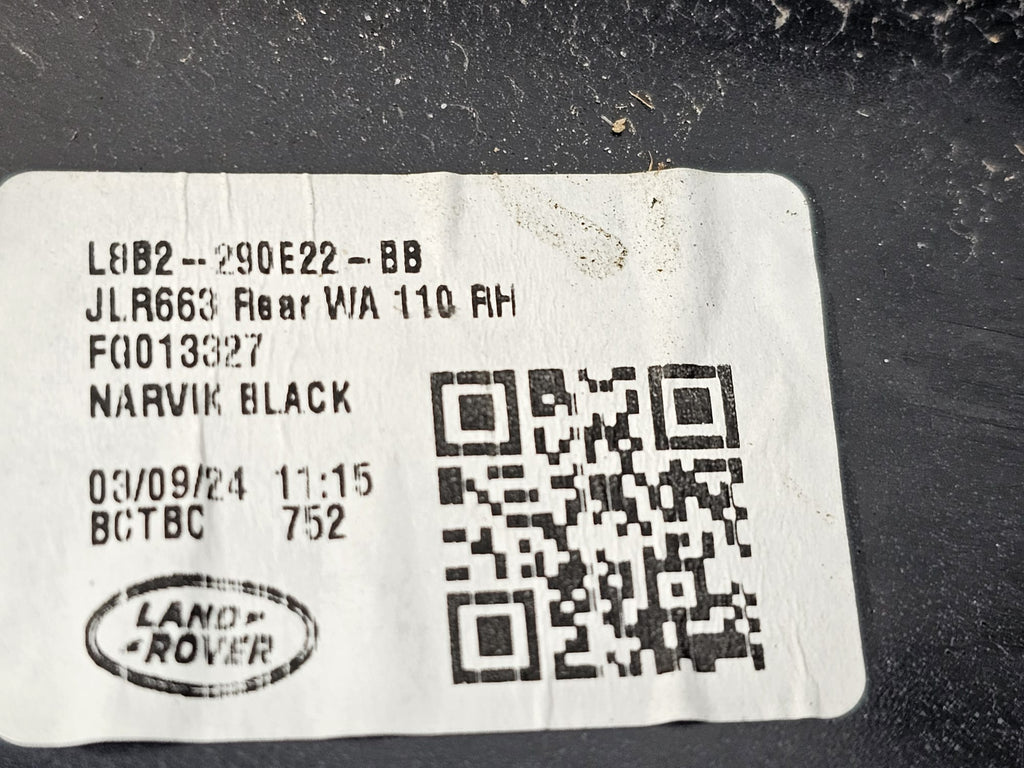 L8B2-290E22-BB
JLR663 Rear WA 110 RH
FQ013327
NARVIK BLACK
03/09/24 11:15
BCTBC 752
LAND-
-ROVER